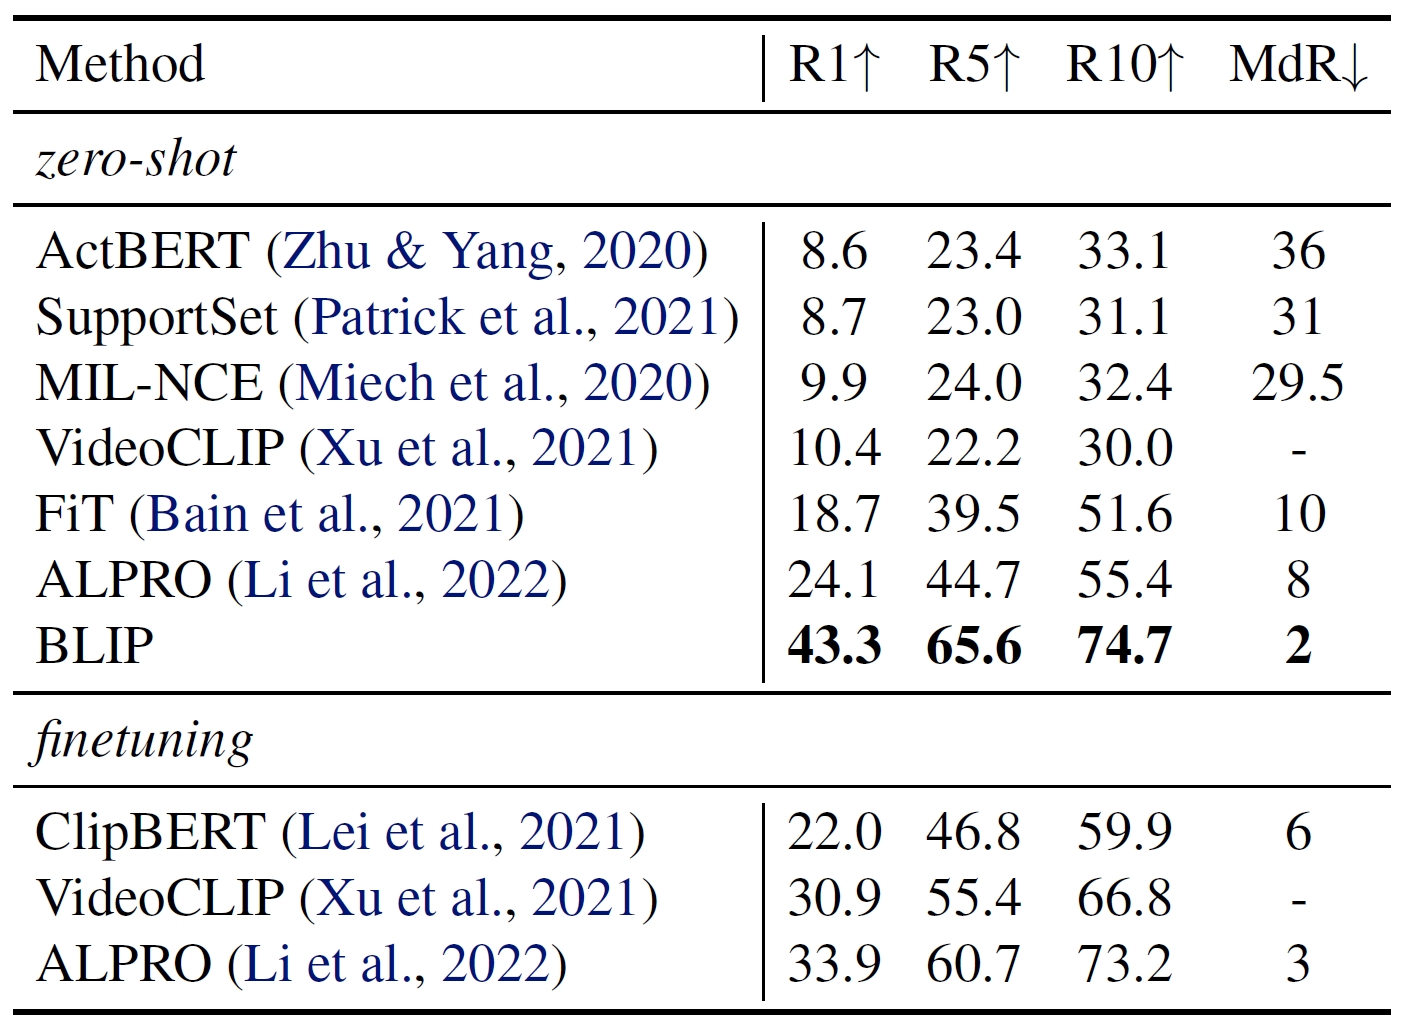 Method R1↑ R5↑ R10↑ MdR↓
zero-shot
ActBERT (Zhu & Yang, 2020) 8.6 23.4 33.1 36
SupportSet (Patrick et al., 2021) 8.7 23.0 31.1 31
MIL-NCE (Miech et al., 2020) 9.9 24.0 32.4 29.5
VideoCLIP (Xu et al., 2021) 10.4 22.2 30.0 -
FiT (Bain et al., 2021) 18.7 39.5 51.6 10
ALPRO (Li et al., 2022) 24.1 44.7 55.4 8
BLIP 43.3 65.6 74.7 2
finetuning
ClipBERT (Lei et al., 2021) 22.0 46.8 59.9 6
VideoCLIP (Xu et al., 2021) 30.9 55.4 66.8 -
ALPRO (Li et al., 2022) 33.9 60.7 73.2 3